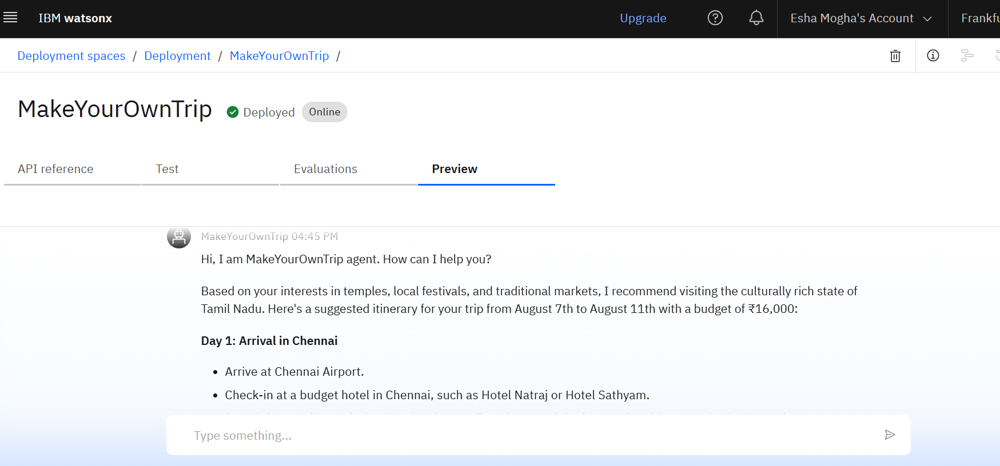 IBM watsonx
Upgrade
Esha Mogha's Account
Deployment spaces / Deployment / MakeYourOwnTrip /
MakeYourOwnTrip
Deployed
Online
API reference
Test
Evaluations
Preview
MakeYourOwnTrip 04:45 PM
Hi, I am MakeYourOwnTrip agent. How can I help you?
Based on your interests in temples, local festivals, and traditional markets, I recommend visiting the culturally rich state of
Tamil Nadu. Here's a suggested itinerary for your trip from August 7th to August 11th with a budget of ₹16,000:
Day 1: Arrival in Chennai
• Arrive at Chennai Airport.
• Check-in at a budget hotel in Chennai, such as Hotel Natraj or Hotel Sathyam.
Type something...